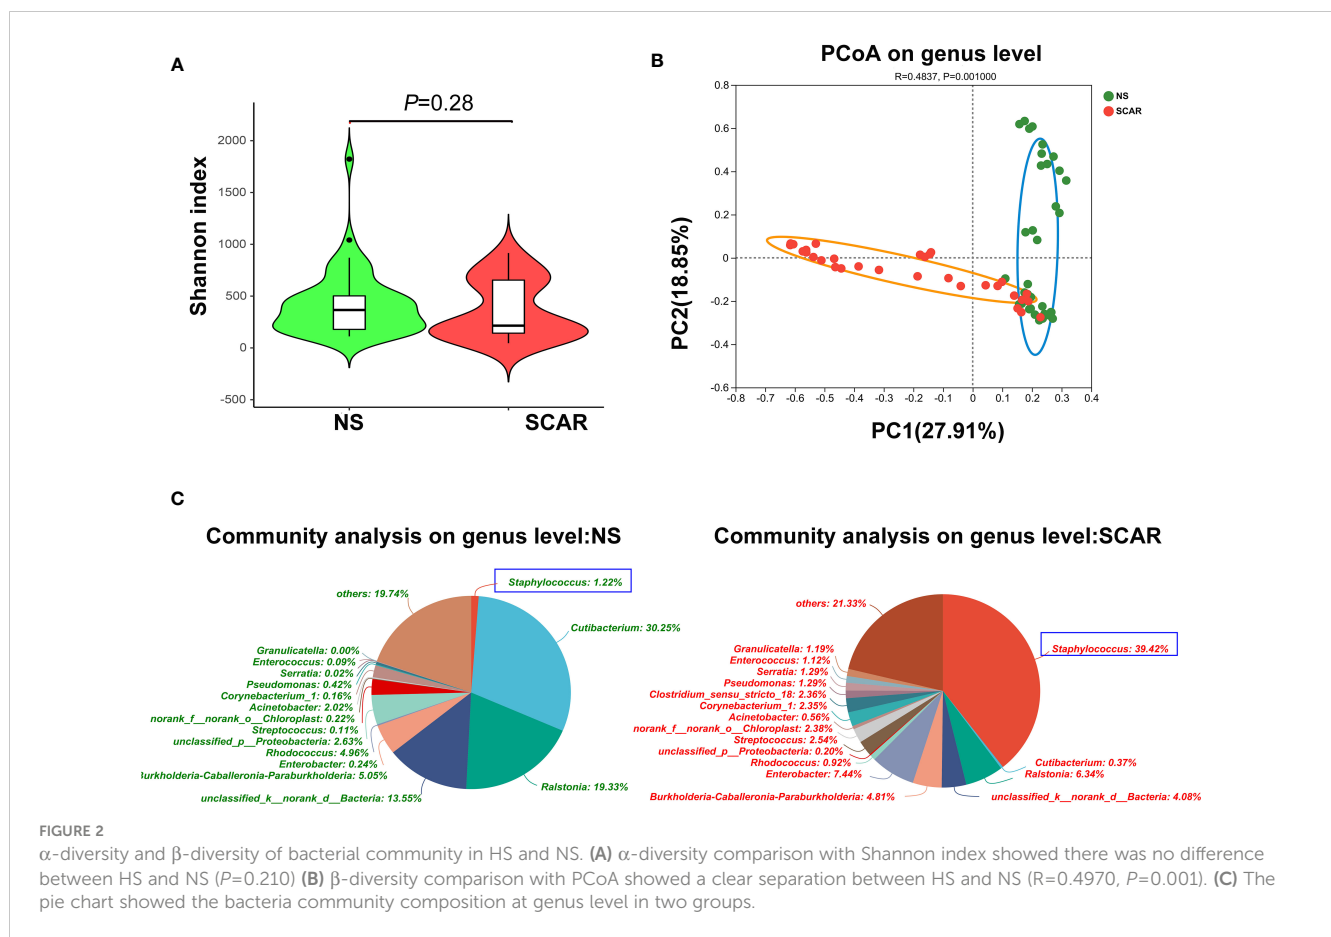 A
P=0.28
Shannon index
2000
1500
1000
500
0
-500
NS
SCAR
B
PCoA on genus level
R=0.4837, P=0.001000
NS
SCAR
PC2(18.85%)
0.8
0.6
0.4
0.2
0
-0.2
-0.4
-0.6
-0.8 -0.7 -0.6 -0.5 -0.4 -0.3 -0.2 -0.1 0 0.1 0.2 0.3 0.4
PC1(27.91%)
C
Community analysis on genus level:NS
Staphylococcus: 1.22%
others: 19.74%
Cutibacterium: 30.25%
Granulicatella: 0.00%
Enterococcus: 0.09%
Serratia: 0.02%
Pseudomonas: 0.42%
Corynebacterium_1: 0.16%
Acinetobacter: 2.02%
norank_f__norank_o__Chloroplast: 0.22%
Streptococcus: 0.11%
unclassified_p__Proteobacteria: 2.63%
Rhodococcus: 4.96%
Enterobacter: 0.24%
urkholderia-Caballeronia-Paraburkholderia: 5.05%
Ralstonia: 19.33%
unclassified_k__norank_d__Bacteria: 13.55%
Community analysis on genus level:SCAR
others: 21.33%
Staphylococcus: 39.42%
Granulicatella: 1.19%
Enterococcus: 1.12%
Serratia: 1.29%
Pseudomonas: 1.29%
Clostridium_sensu_stricto_18: 2.36%
Corynebacterium_1: 2.35%
Acinetobacter: 0.56%
norank_f__norank_o__Chloroplast: 2.38%
Streptococcus: 2.54%
unclassified_p__Proteobacteria: 0.20%
Rhodococcus: 0.92%
Enterobacter: 7.44%
Cutibacterium: 0.37%
Ralstonia: 6.34%
Burkholderia-Caballeronia-Paraburkholderia: 4.81%
unclassified_k__norank_d__Bacteria: 4.08%
FIGURE 2
α-diversity and β-diversity of bacterial community in HS and NS. (A) α-diversity comparison with Shannon index showed there was no difference
between HS and NS (P=0.210) (B) β-diversity comparison with PCoA showed a clear separation between HS and NS (R=0.4970, P=0.001). (C) The
pie chart showed the bacteria community composition at genus level in two groups.